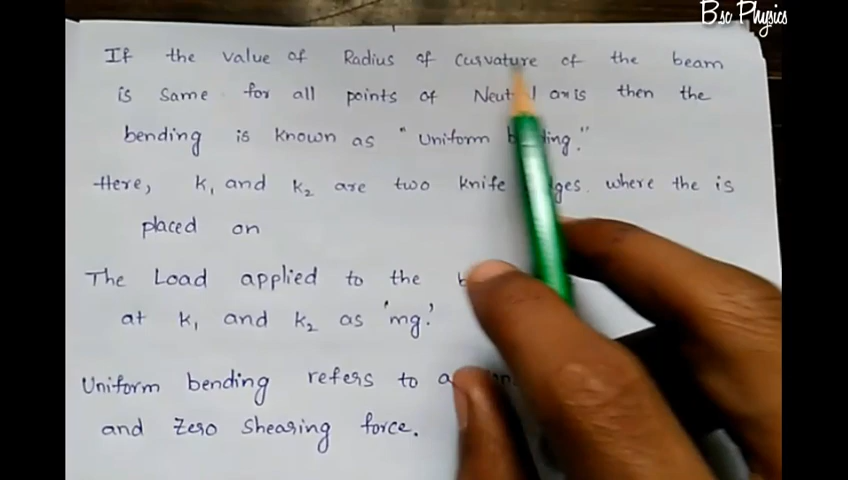 Bsc Physics
If the value of Radius of Curvature of the beam
is same for all points of Neutral axis then the
bending is known as "Uniform bending."
Here, K₁ and K₂ are two knife edges. where the is
placed on
The Load applied to the
at K₁ and K₂ as 'mg.'
Uniform bending refers to a
and Zero Shearing force.